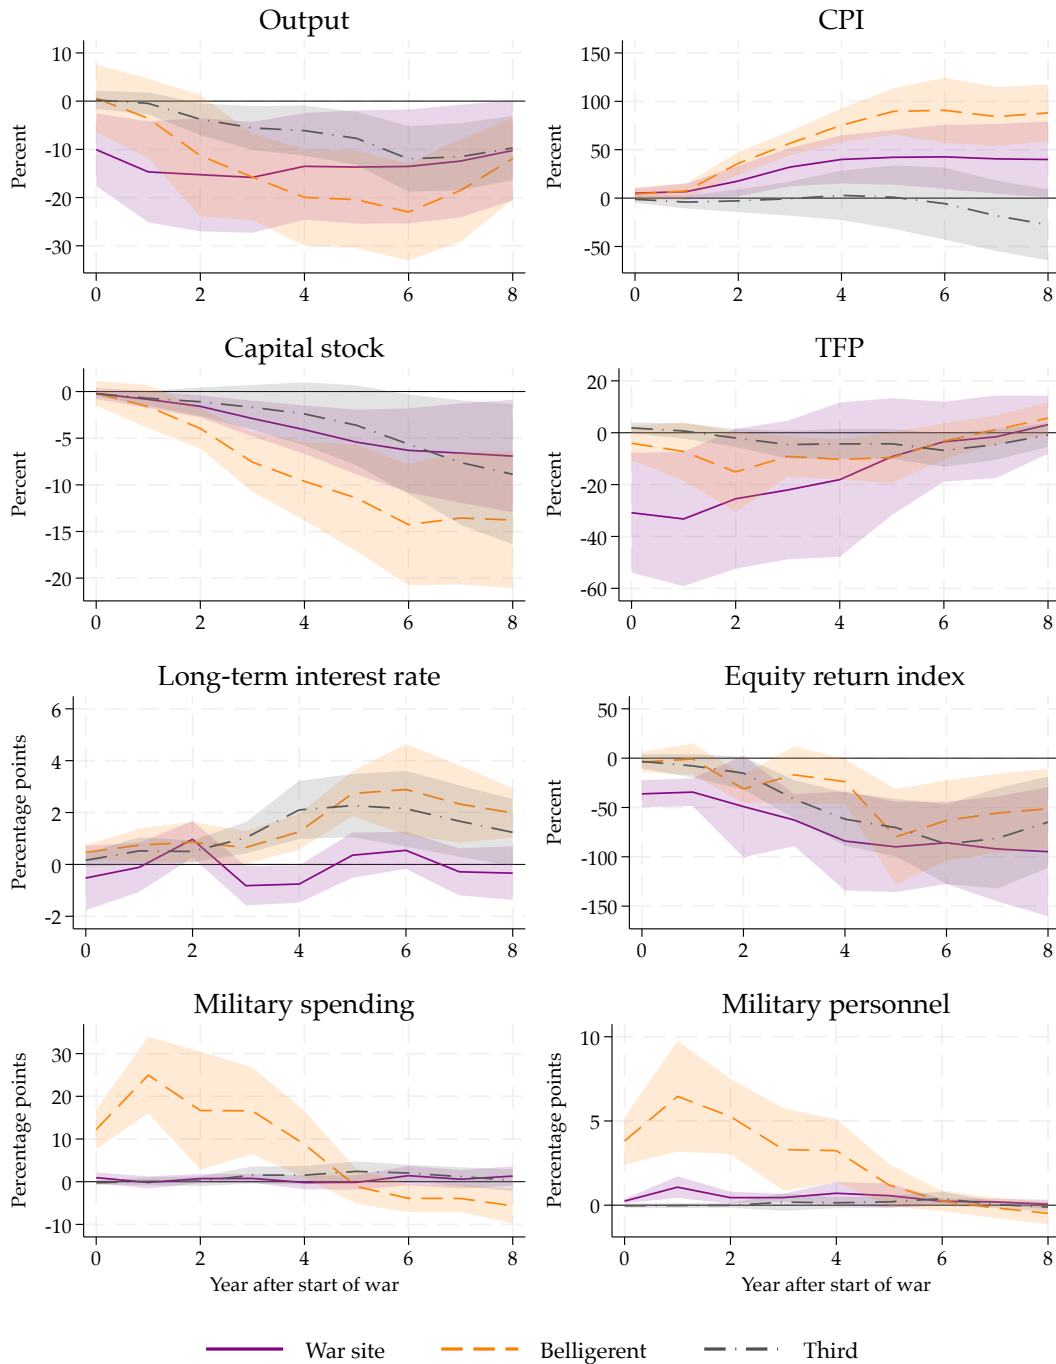 Output
Percent
10
0
-10
-20
-30
0 2 4 6 8
CPI
Percent
150
100
50
0
-50
0 2 4 6 8
Capital stock
Percent
0
-5
-10
-15
-20
0 2 4 6 8
TFP
Percent
20
0
-20
-40
-60
0 2 4 6 8
Long-term interest rate
Percentage points
6
4
2
0
-2
0 2 4 6 8
Equity return index
Percent
50
0
-50
-100
-150
0 2 4 6 8
Military spending
Percentage points
30
20
10
0
-10
0 2 4 6 8
Year after start of war
Military personnel
Percentage points
10
5
0
0 2 4 6 8
Year after start of war
War site Belligerent Third